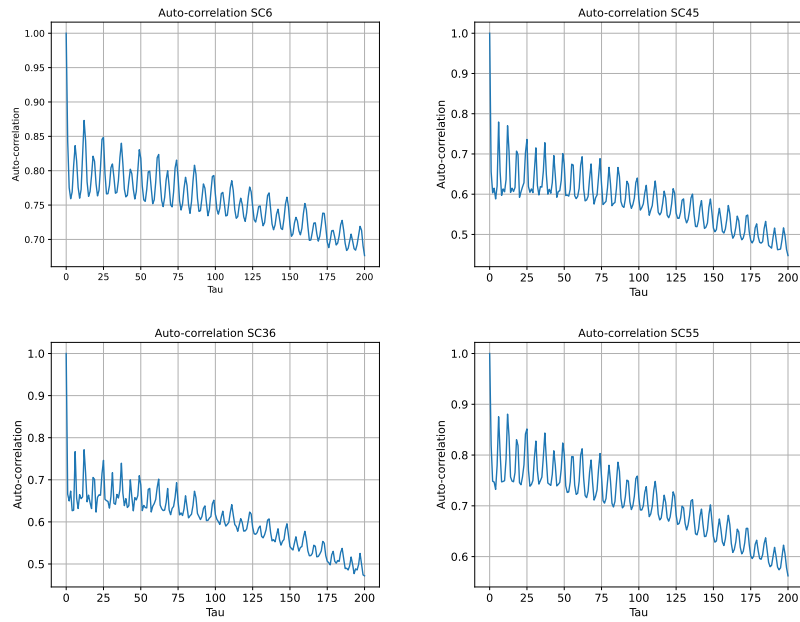 Auto-correlation SC6
1.00
0.95
0.90
0.85
0.80
0.75
0.70
Auto-correlation
0 25 50 75 100 125 150 175 200
Tau
Auto-correlation SC45
1.0
0.9
0.8
0.7
0.6
0.5
Auto-correlation
0 25 50 75 100 125 150 175 200
Tau
Auto-correlation SC36
1.0
0.9
0.8
0.7
0.6
0.5
Auto-correlation
0 25 50 75 100 125 150 175 200
Tau
Auto-correlation SC55
1.0
0.9
0.8
0.7
0.6
Auto-correlation
0 25 50 75 100 125 150 175 200
Tau